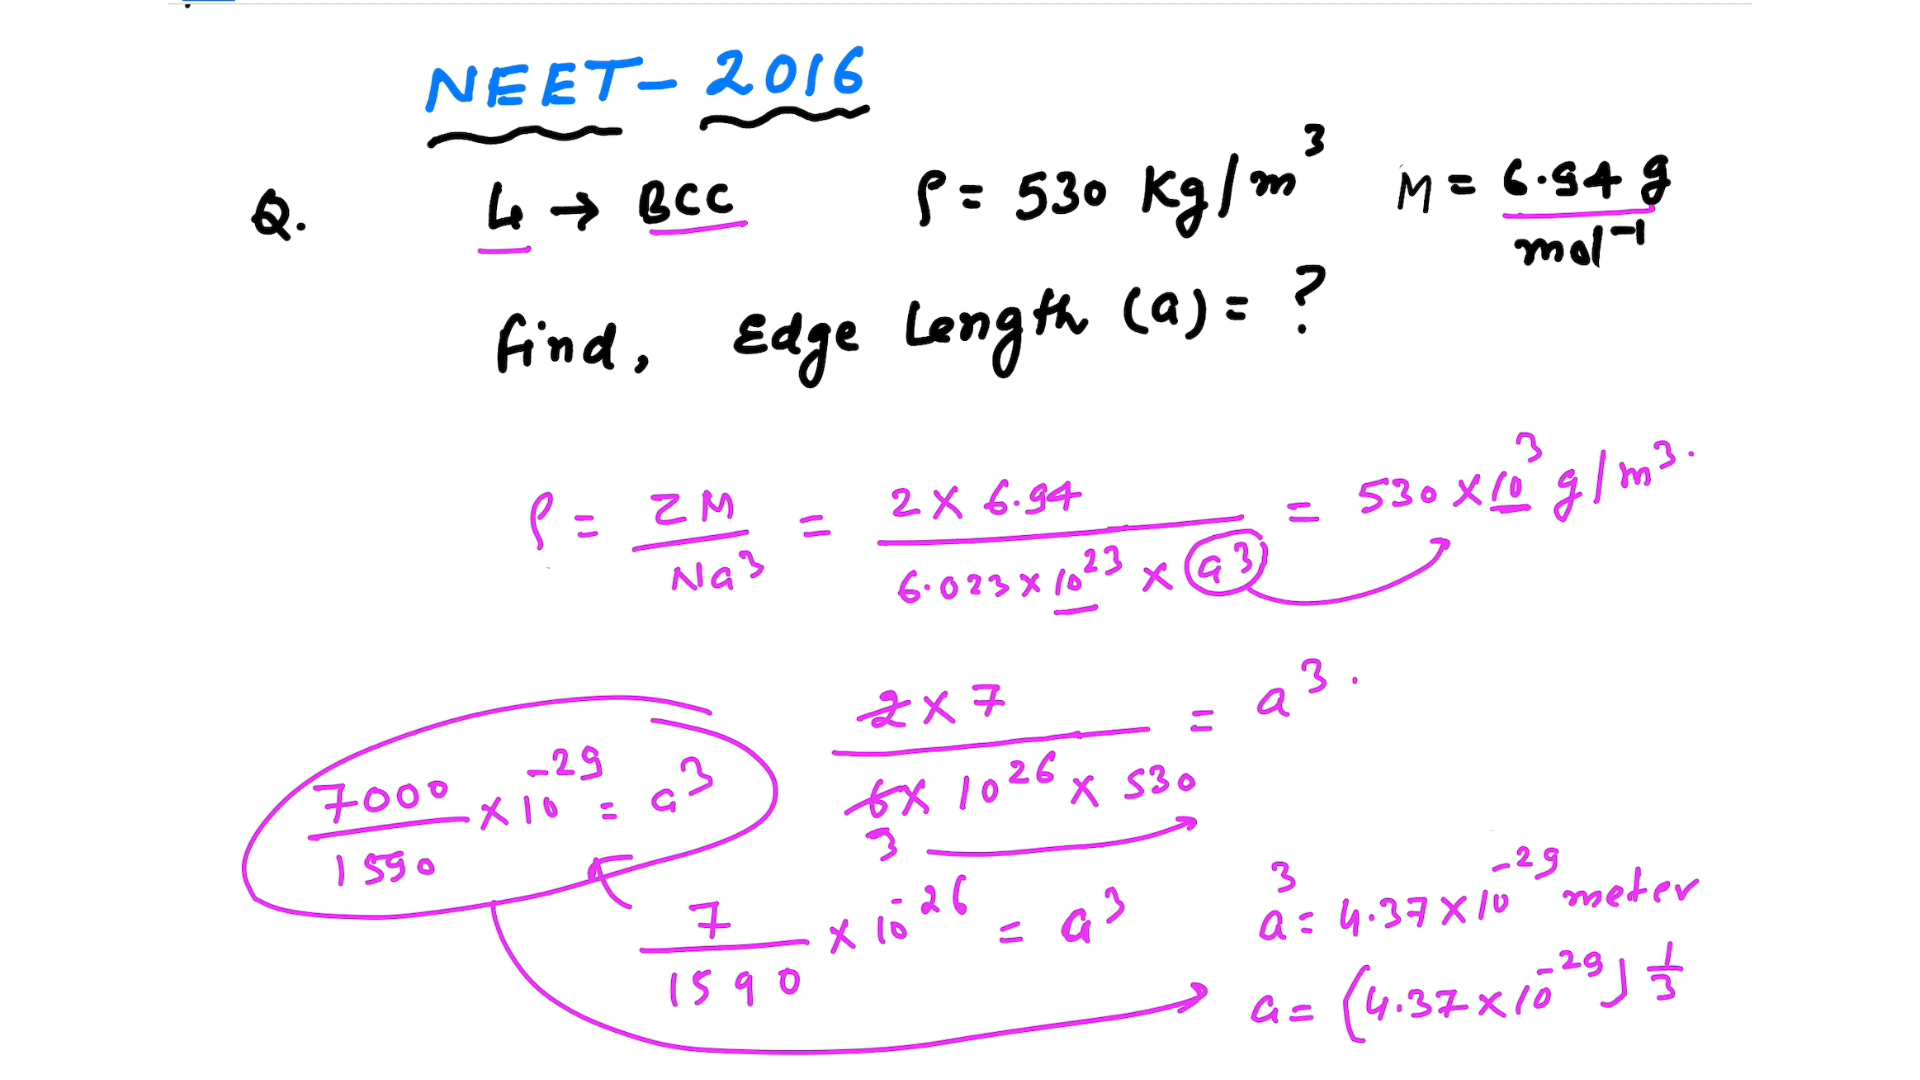 NEET-2016
Q. Li → BCC ρ = 530 Kg/m³ M = 6.94 g/mol⁻¹
Find, Edge Length (a) = ?
ρ = ZM/Na³ = 2 × 6.94/6.023 × 10²³ × a³ = 530 × 10³ g/m³.
2 × 7/6 × 10²⁶ × 530 = a³.
3
7/1590 × 10⁻²⁶ = a³
7000/1590 × 10⁻²⁹ = a³
a³ = 4.37 × 10⁻²⁹ meter
a = (4.37 × 10⁻²⁹)^1/3